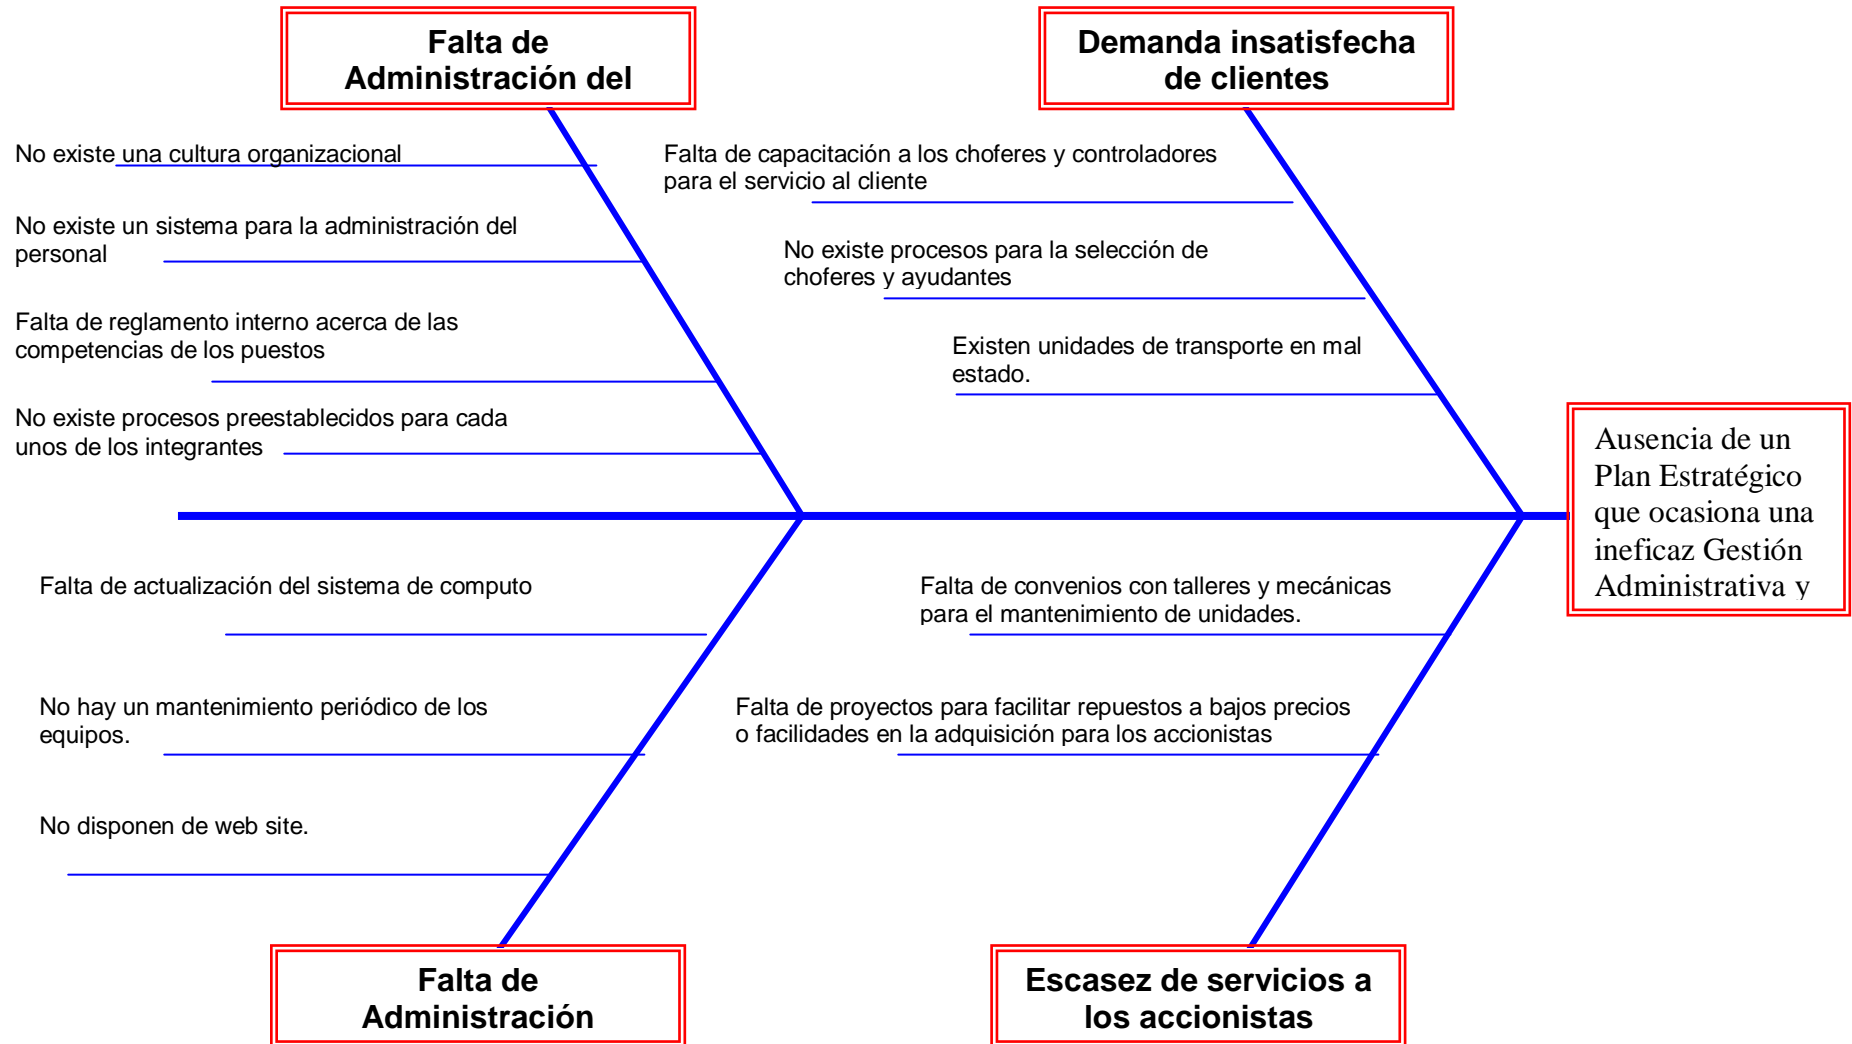 Falta de
Administración del
Demanda insatisfecha
de clientes
No existe una cultura organizacional
No existe un sistema para la administración del
personal
Falta de reglamento interno acerca de las
competencias de los puestos
No existe procesos preestablecidos para cada
unos de los integrantes
Falta de capacitación a los choferes y controladores
para el servicio al cliente
No existe procesos para la selección de
choferes y ayudantes
Existen unidades de transporte en mal
estado.
Ausencia de un
Plan Estratégico
que ocasiona una
ineficaz Gestión
Administrativa y
Falta de actualización del sistema de computo
No hay un mantenimiento periódico de los
equipos.
No disponen de web site.
Falta de convenios con talleres y mecánicas
para el mantenimiento de unidades.
Falta de proyectos para facilitar repuestos a bajos precios
o facilidades en la adquisición para los accionistas
Falta de
Administración
Escasez de servicios a
los accionistas